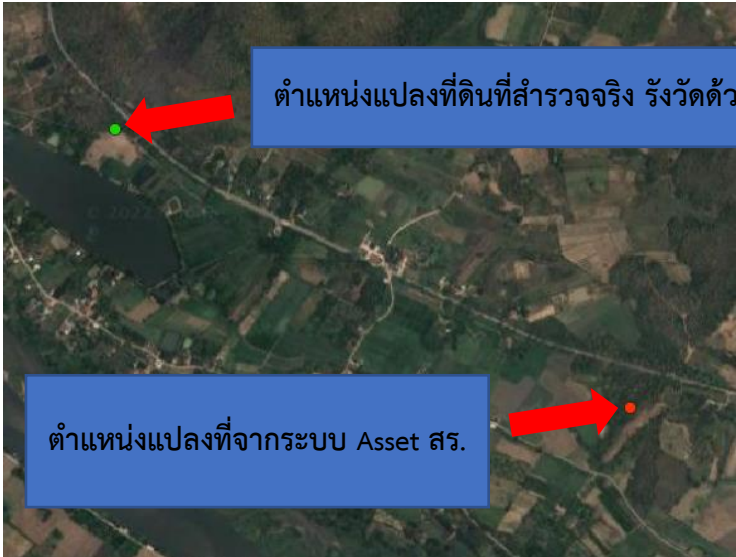 ตำแหน่งแปลงที่ดินที่สำรวจจริง รังวัดด้ว
© 2022
ตำแหน่งแปลงที่จากระบบ Asset สร.